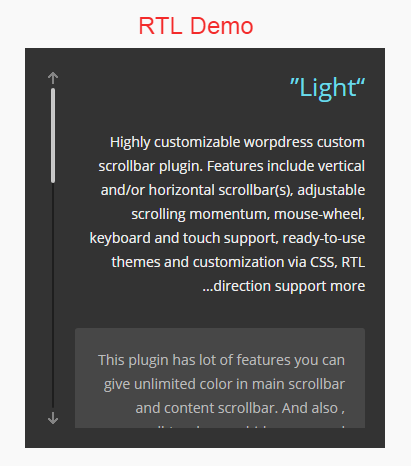 RTL Demo
”Light“
Highly customizable worpdress custom
scrollbar plugin. Features include vertical
and/or horizontal scrollbar(s), adjustable
scrolling momentum, mouse-wheel,
keyboard and touch support, ready-to-use
themes and customization via CSS, RTL
...direction support more
This plugin has lot of features you can
give unlimited color in main scrollbar
and content scrollbar. And also ,